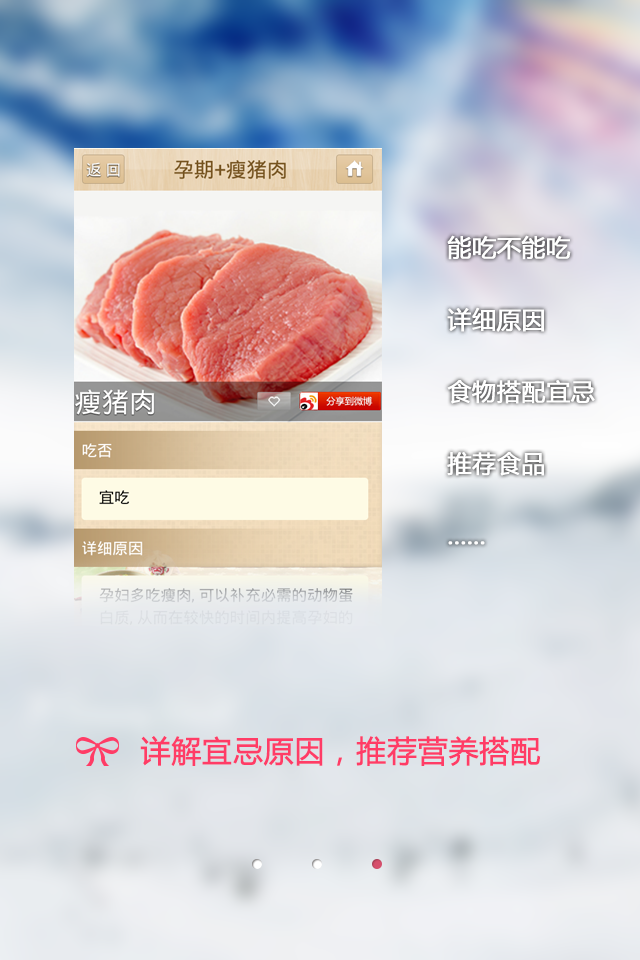 返 回
孕期+瘦猪肉
瘦猪肉
分享到微博
吃否
宜吃
详细原因
孕妇多吃瘦肉, 可以补充必需的动物蛋
白质, 从而在较快的时间内提高孕妇的
能吃不能吃
详细原因
食物搭配宜忌
推荐食品
......
详解宜忌原因，推荐营养搭配